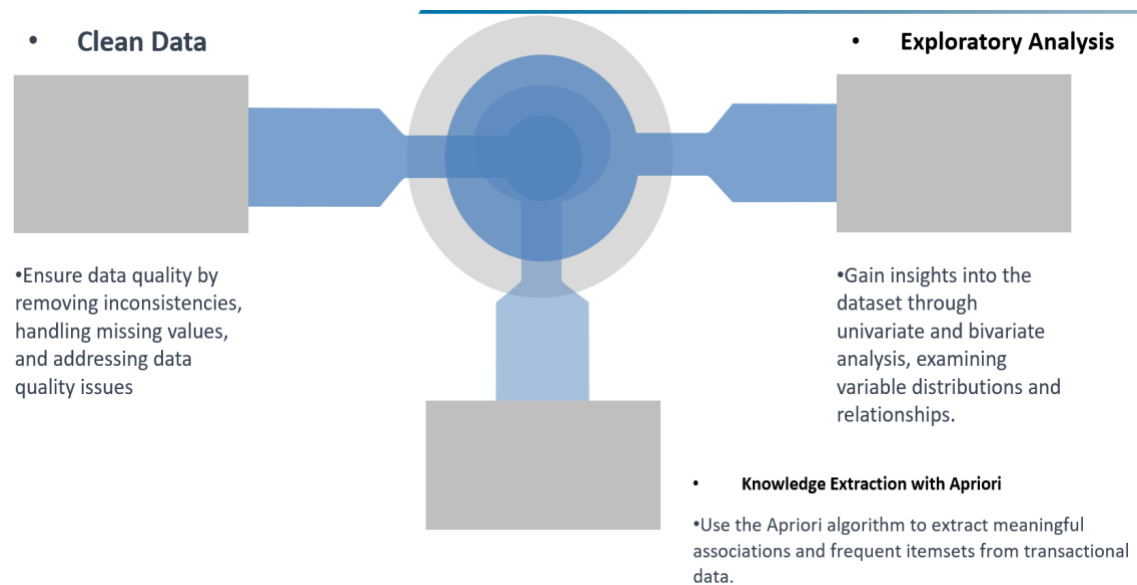 • Clean Data
• Exploratory Analysis
•Ensure data quality by
removing inconsistencies,
handling missing values,
and addressing data
quality issues
•Gain insights into the
dataset through
univariate and bivariate
analysis, examining
variable distributions and
relationships.
• Knowledge Extraction with Apriori
•Use the Apriori algorithm to extract meaningful
associations and frequent itemsets from transactional
data.